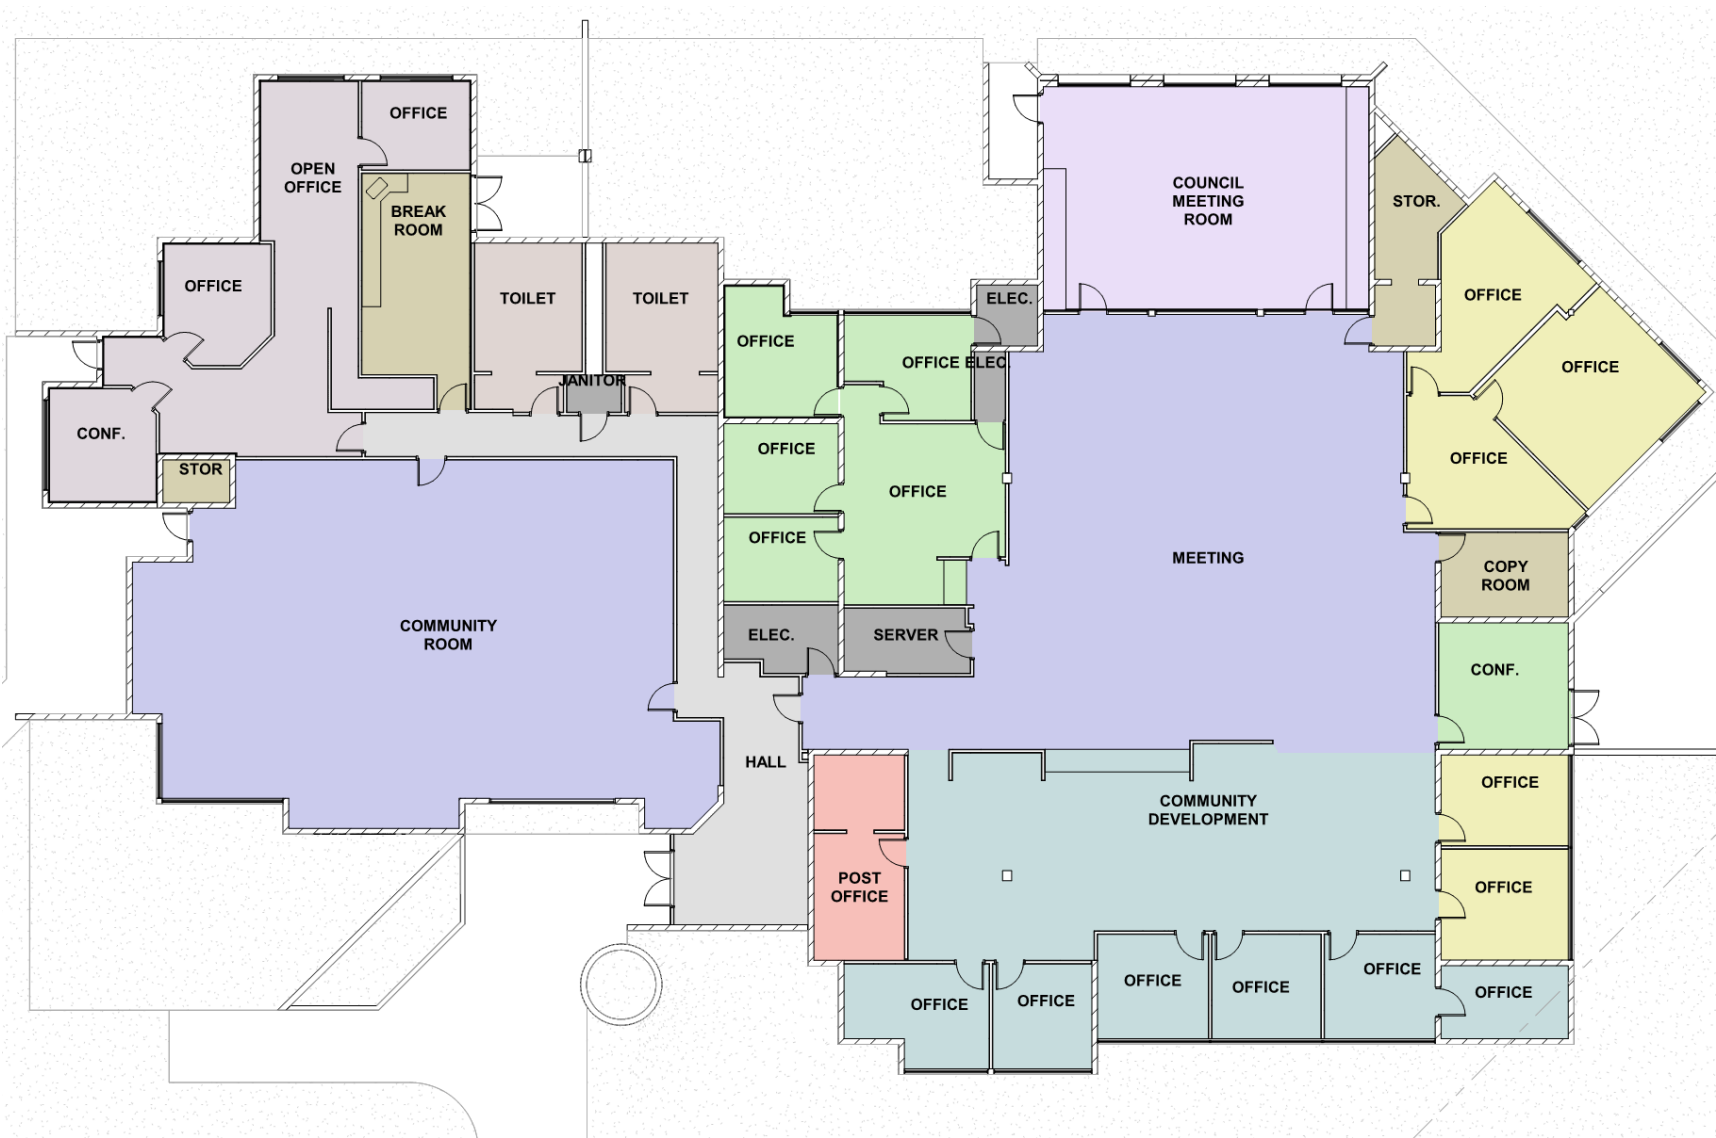 OFFICE
OPEN
OFFICE
BREAK
ROOM
OFFICE
TOILET
TOILET
JANITOR
CONF.
STOR
COMMUNITY
ROOM
HALL
OFFICE
OFFICE ELEC.
ELEC.
OFFICE
OFFICE
OFFICE
ELEC.
SERVER
COUNCIL
MEETING
ROOM
STOR.
OFFICE
OFFICE
OFFICE
MEETING
COPY
ROOM
CONF.
OFFICE
OFFICE
OFFICE
COMMUNITY
DEVELOPMENT
POST
OFFICE
OFFICE
OFFICE
OFFICE
OFFICE
OFFICE